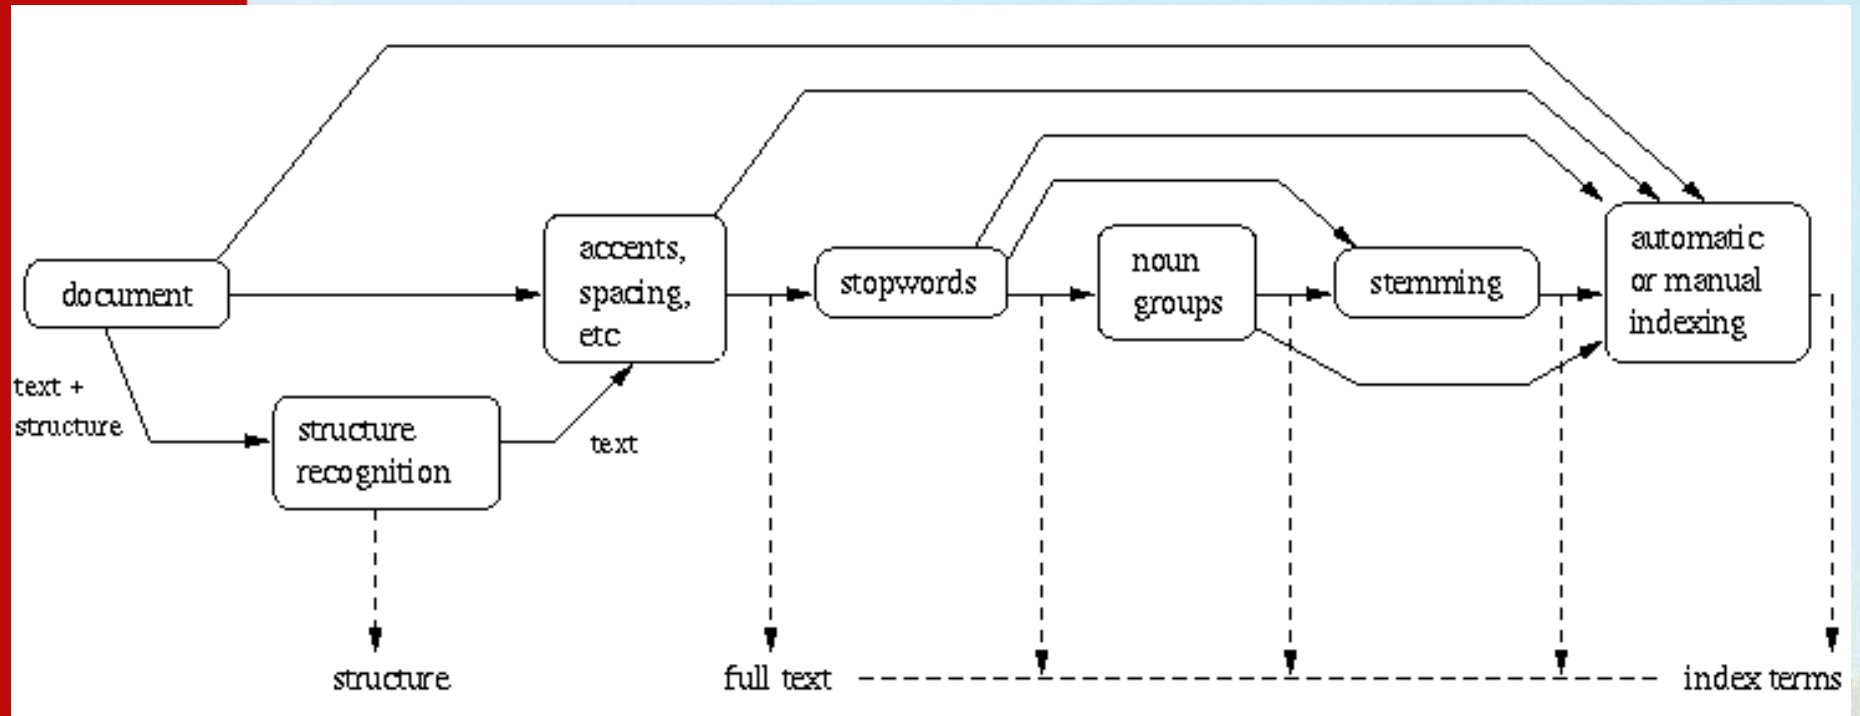 document
text +
structure
structure
recognition
text
accents,
spacing,
etc
stopwords
noun
groups
stemming
automatic
or manual
indexing
structure
full text
index terms